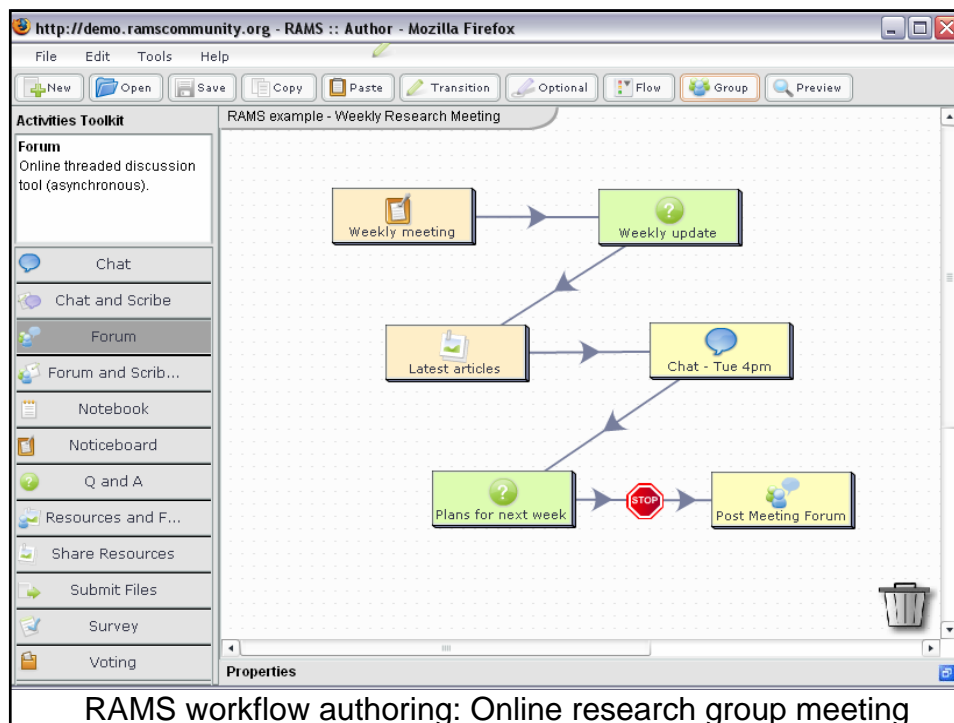 http://demo.ramscommunity.org - RAMS :: Author - Mozilla Firefox
File Edit Tools Help
New Open Save Copy Paste Transition Optional Flow Group Preview
Activities Toolkit
Forum
Online threaded discussion
tool (asynchronous).
Chat
Chat and Scribe
Forum
Forum and Scrib...
Notebook
Noticeboard
Q and A
Resources and F...
Share Resources
Submit Files
Survey
Voting
RAMS example - Weekly Research Meeting
Weekly meeting
Weekly update
Latest articles
Chat - Tue 4pm
Plans for next week
STOP
Post Meeting Forum
Properties
RAMS workflow authoring: Online research group meeting